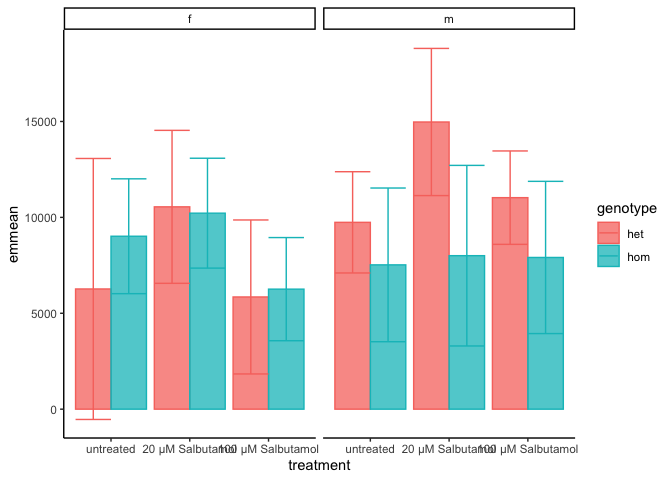 f
m
emmean
15000
10000
5000
0
untreated
20 µM Salbutamol
100 µM Salbutamol
untreated
20 µM Salbutamol
100 µM Salbutamol
treatment
genotype
het
hom